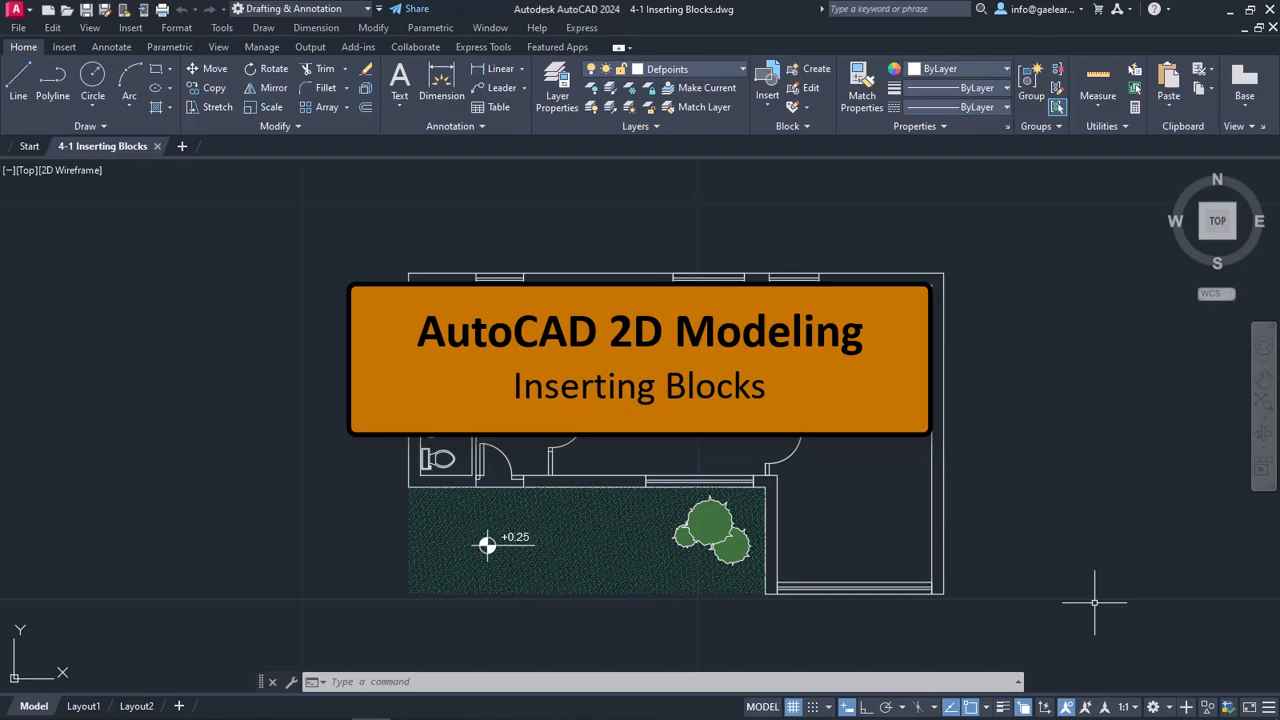 Drafting & Annotation
Share
Autodesk AutoCAD 2024 4-1 Inserting Blocks.dwg
Type a keyword or phrase
info@gaelear...
File Edit View Insert Format Tools Draw Dimension Modify Parametric Window Help Express
Home Insert Annotate Parametric View Manage Output Add-ins Collaborate Express Tools Featured Apps
Line Polyline Circle Arc
Move Rotate Trim
Copy Mirror Fillet
Stretch Scale Array
Text Dimension
Linear
Leader
Table
Layer Properties
Defpoints
Make Current
Match Layer
Insert
Create
Edit
Match Properties
ByLayer
ByLayer
ByLayer
Group
Measure
Paste
Base
Draw Modify Annotation Layers Block Properties Groups Utilities Clipboard View
Start 4-1 Inserting Blocks
[−][Top][2D Wireframe]
N
W TOP E
S
WCS
AutoCAD 2D Modeling
Inserting Blocks
+0.25
Y
X
Type a command
Model Layout1 Layout2
MODEL
1:1